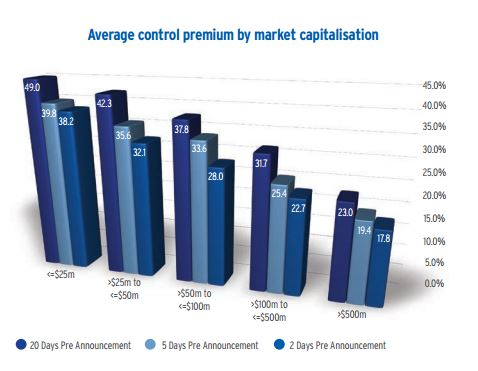 Average control premium by market capitalisation
49.0
39.8
38.2
42.3
35.6
32.1
37.8
33.6
28.0
31.7
25.4
22.7
23.0
19.4
17.8
45.0%
40.0%
35.0%
30.0%
25.0%
20.0%
15.0%
10.0%
5.0%
0.0%
<=$25m
>$25m to
<=$50m
>$50m to
<=$100m
>$100m to
<=$500m
>$500m
20 Days Pre Announcement
5 Days Pre Announcement
2 Days Pre Announcement